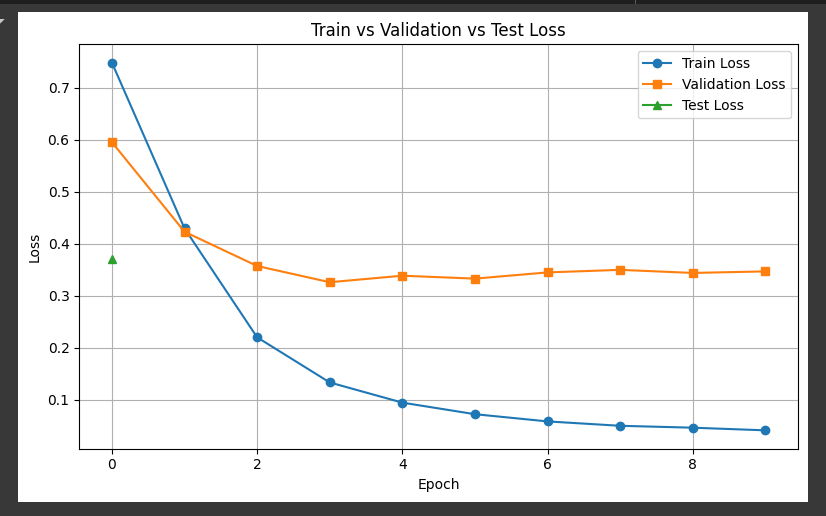 Train vs Validation vs Test Loss
Train Loss
Validation Loss
Test Loss
Loss
0.7
0.6
0.5
0.4
0.3
0.2
0.1
0 2 4 6 8
Epoch